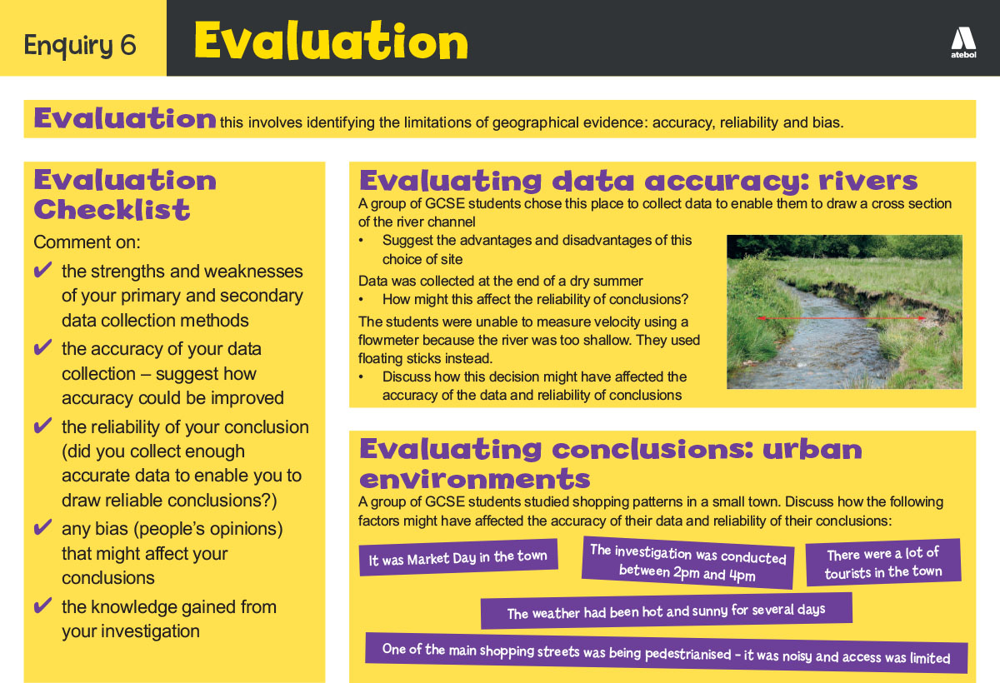 Enquiry 6
Evaluation
atebol
Evaluation this involves identifying the limitations of geographical evidence: accuracy, reliability and bias.
Evaluation
Checklist
Comment on:
✔ the strengths and weaknesses
of your primary and secondary
data collection methods
✔ the accuracy of your data
collection – suggest how
accuracy could be improved
✔ the reliability of your conclusion
(did you collect enough
accurate data to enable you to
draw reliable conclusions?)
✔ any bias (people’s opinions)
that might affect your
conclusions
✔ the knowledge gained from
your investigation
Evaluating data accuracy: rivers
A group of GCSE students chose this place to collect data to enable them to draw a cross section
of the river channel
• Suggest the advantages and disadvantages of this
choice of site
Data was collected at the end of a dry summer
• How might this affect the reliability of conclusions?
The students were unable to measure velocity using a
flowmeter because the river was too shallow. They used
floating sticks instead.
• Discuss how this decision might have affected the
accuracy of the data and reliability of conclusions
Evaluating conclusions: urban
environments
A group of GCSE students studied shopping patterns in a small town. Discuss how the following
factors might have affected the accuracy of their data and reliability of their conclusions:
It was Market Day in the town
The investigation was conducted
between 2pm and 4pm
There were a lot of
tourists in the town
The weather had been hot and sunny for several days
One of the main shopping streets was being pedestrianised – it was noisy and access was limited